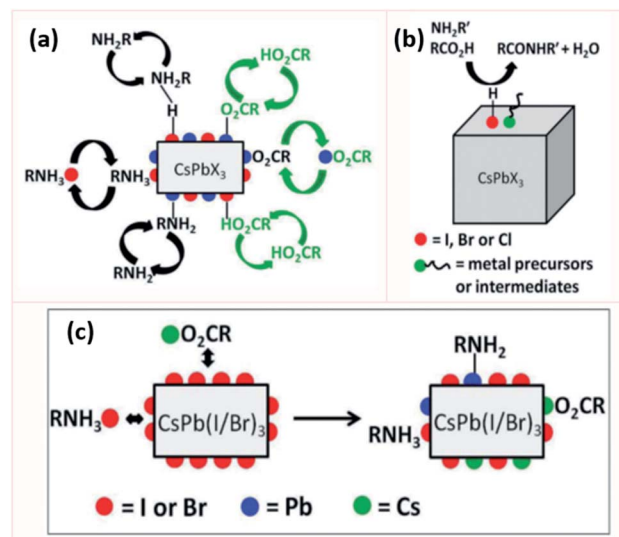 (a)
NH₂R
NH₂R
H
HO₂CR
O₂CR
RNH₃
RNH₃
CsPbX₃
O₂CR
O₂CR
RNH₂
RNH₂
HO₂CR
HO₂CR
(b)
NH₂R'
RCO₂H
RCONHR' + H₂O
H
CsPbX₃
= I, Br or Cl
= metal precursors
or intermediates
(c)
O₂CR
RNH₃
CsPb(I/Br)₃
RNH₂
RNH₃
CsPb(I/Br)₃
O₂CR
= I or Br
= Pb
= Cs